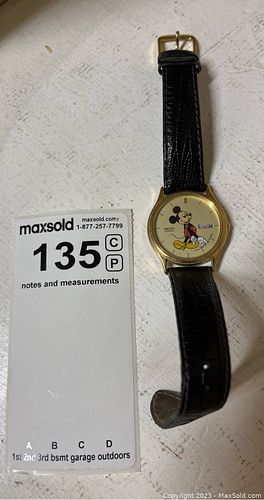 maxsold
maxsold.com
1-877-257-7799
135
C
P
notes and measurements
A B C D
1st 2nd 3rd bsmt garage outdoors
Copyright 2023 - MaxSold.com